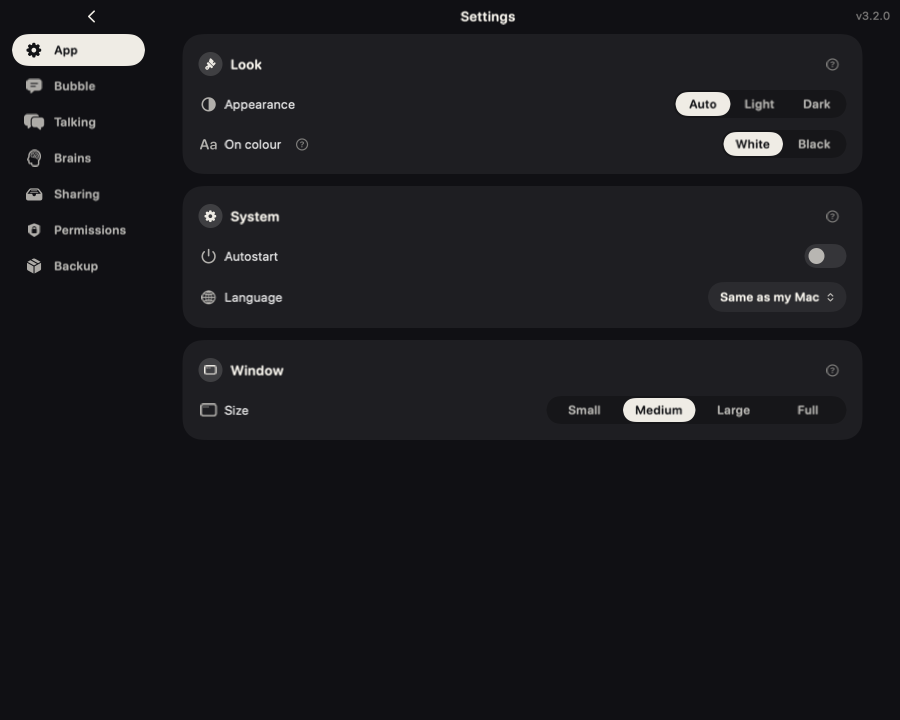 Settings
v3.2.0
App
Bubble
Talking
Brains
Sharing
Permissions
Backup
Look
Appearance
Auto Light Dark
Aa On colour
White Black
System
Autostart
Language
Same as my Mac
Window
Size
Small Medium Large Full